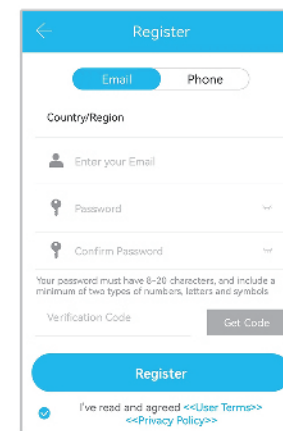 Register
Email
Phone
Country/Region
Enter your Email
Password
Confirm Password
Your password must have 8-20 characters, and include a
minimum of two types of numbers, letters and symbols
Verification Code
Get Code
Register
I've read and agreed <<User Terms>>
<<Privacy Policy>>